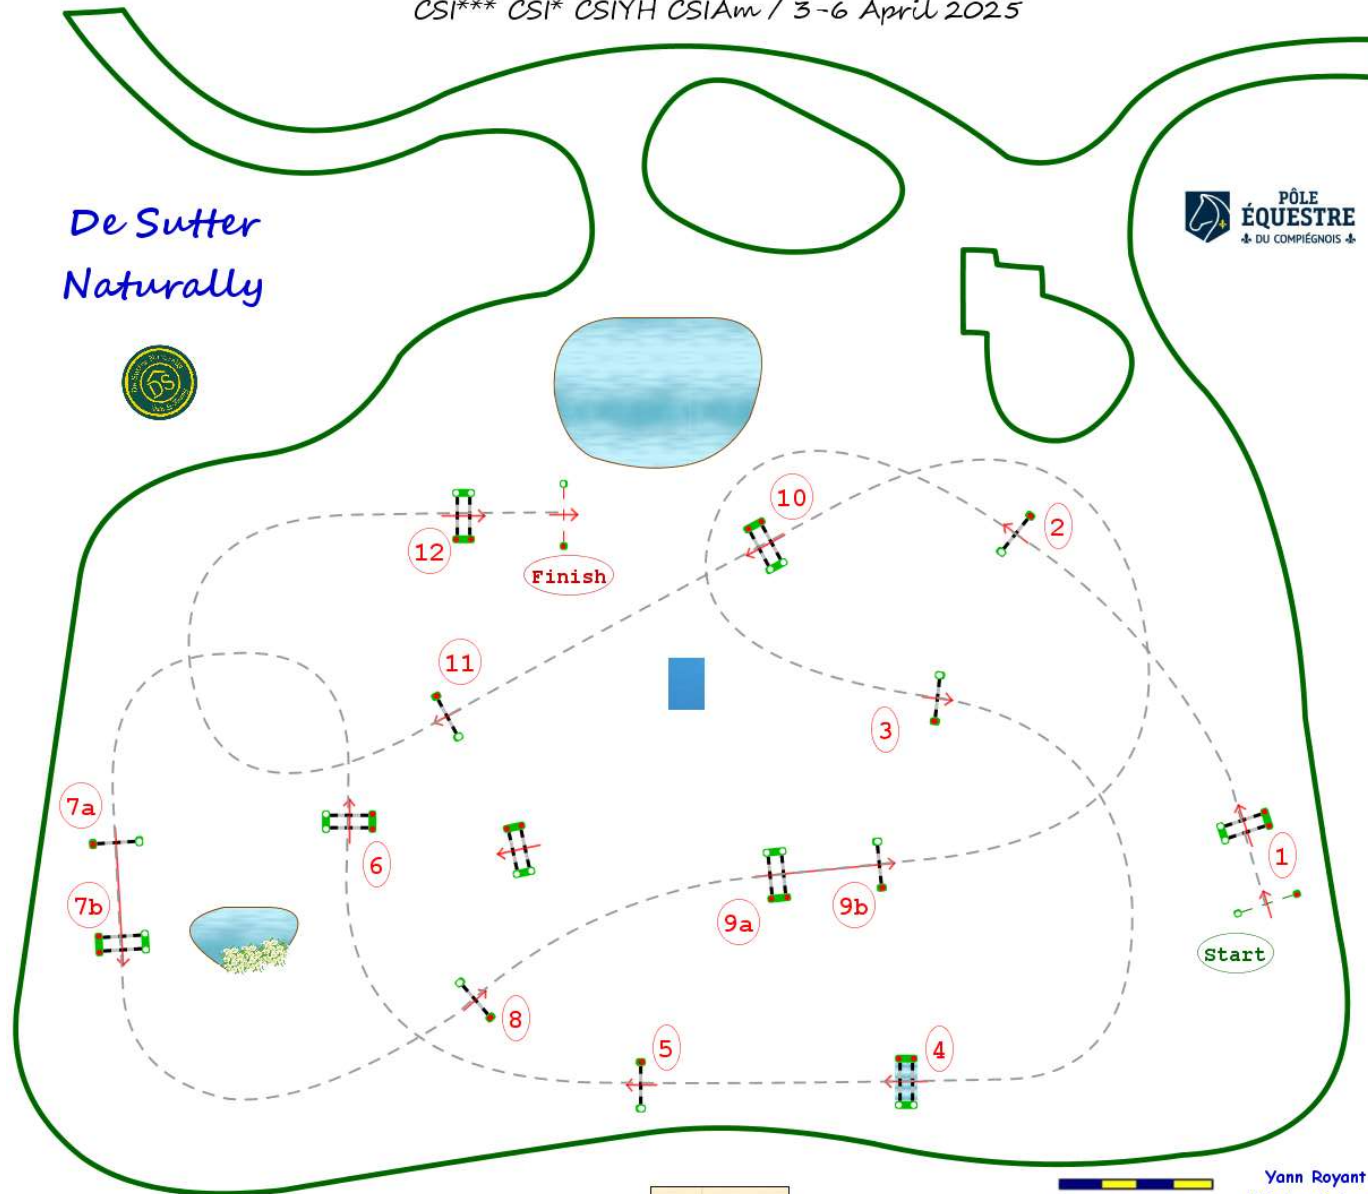 CSI*** CSI* CSIYH CSIAm / 3-6 April 2025
De Sutter
Naturally
PÔLE
ÉQUESTRE
DU COMPIÉGNOIS
DS
10
2
12
Finish
11
3
7a
6
1
7b
9a
9b
Start
8
5
4
Yann Royant